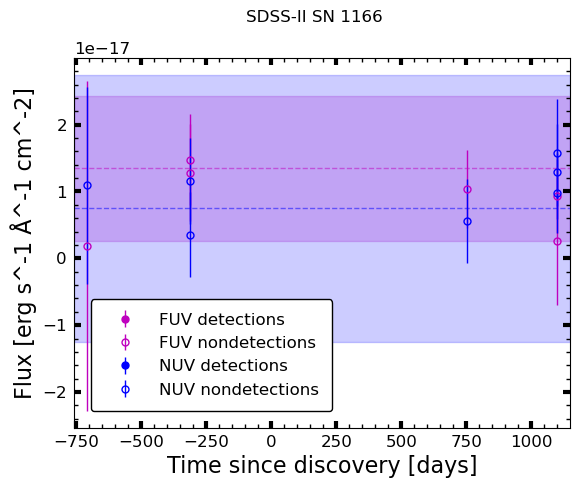 SDSS-II SN 1166
1e−17
2
1
0
−1
−2
Flux [erg s^-1 Å^-1 cm^-2]
FUV detections
FUV nondetections
NUV detections
NUV nondetections
−750 −500 −250 0 250 500 750 1000
Time since discovery [days]